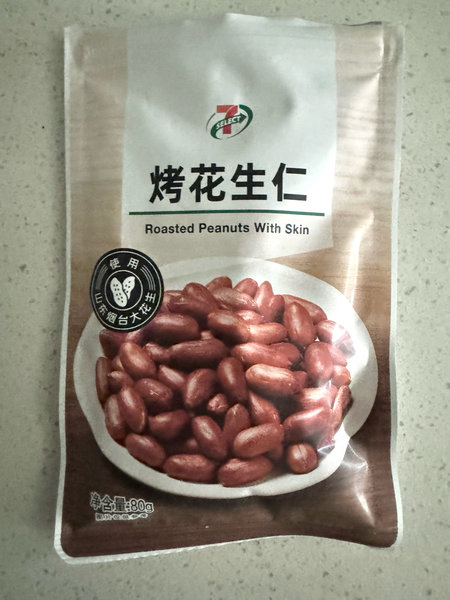 7
SELECT
烤花生仁
Roasted Peanuts With Skin
使用
山东烟台大花生
净含量:80g